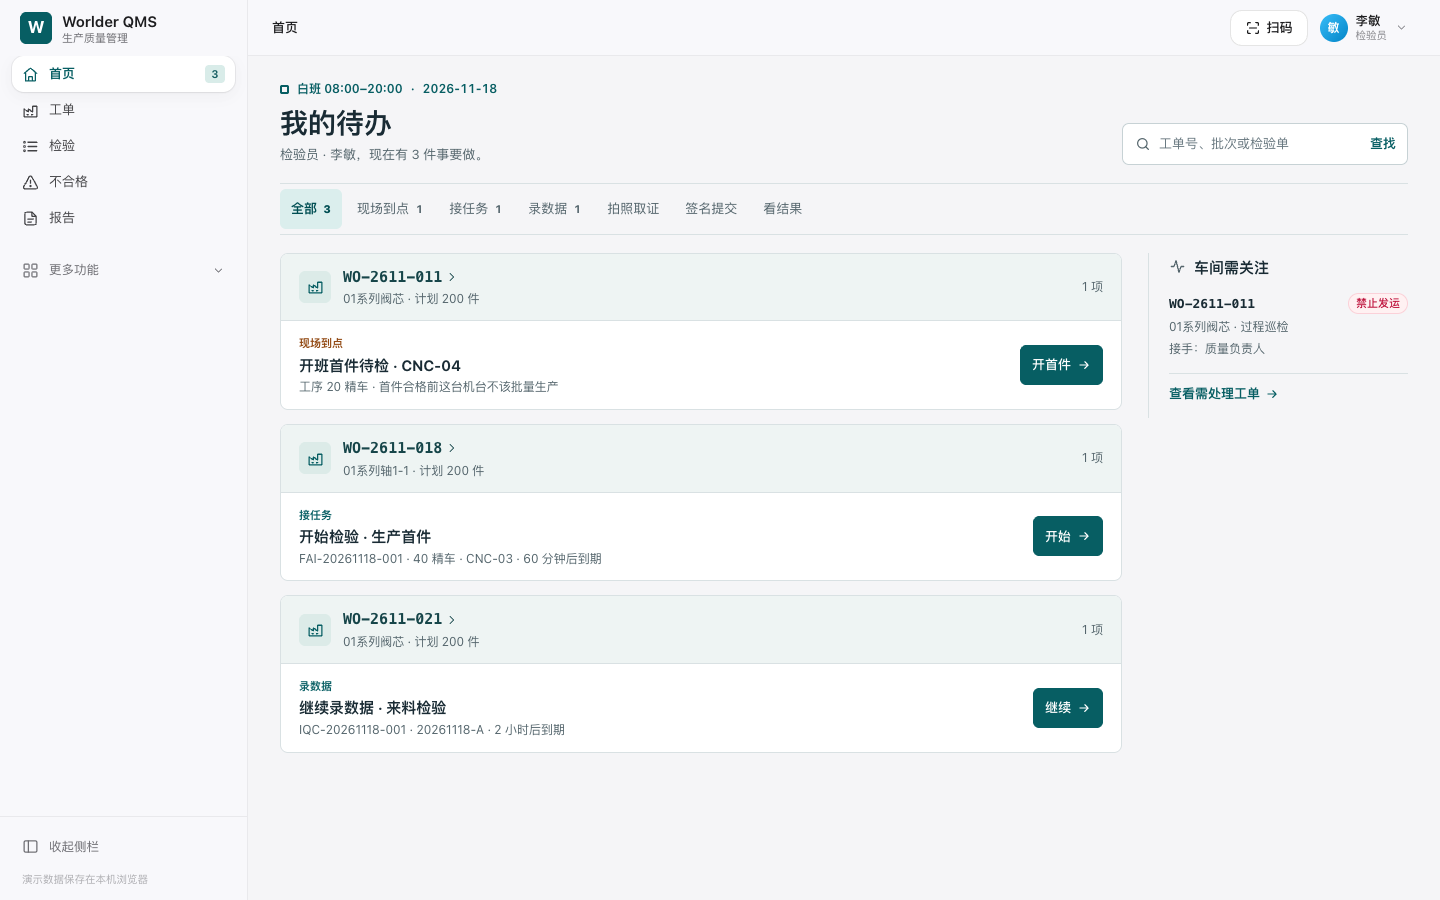 W
Worlder QMS
生产质量管理
首页
3
工单
检验
不合格
报告
更多功能
收起侧栏
演示数据保存在本机浏览器
首页
扫码
敏
李敏
检验员
白班 08:00–20:00 · 2026-11-18
我的待办
检验员 · 李敏，现在有 3 件事要做。
工单号、批次或检验单
查找
全部 3
现场到点 1
接任务 1
录数据 1
拍照取证
签名提交
看结果
WO-2611-011
01系列阀芯 · 计划 200 件
1 项
现场到点
开班首件待检 · CNC-04
工序 20 精车 · 首件合格前这台机台不该批量生产
开首件 →
WO-2611-018
01系列轴1-1 · 计划 200 件
1 项
接任务
开始检验 · 生产首件
FAI-20261118-001 · 40 精车 · CNC-03 · 60 分钟后到期
开始 →
WO-2611-021
01系列阀芯 · 计划 200 件
1 项
录数据
继续录数据 · 来料检验
IQC-20261118-001 · 20261118-A · 2 小时后到期
继续 →
车间需关注
WO-2611-011
禁止发运
01系列阀芯 · 过程巡检
接手：质量负责人
查看需处理工单 →